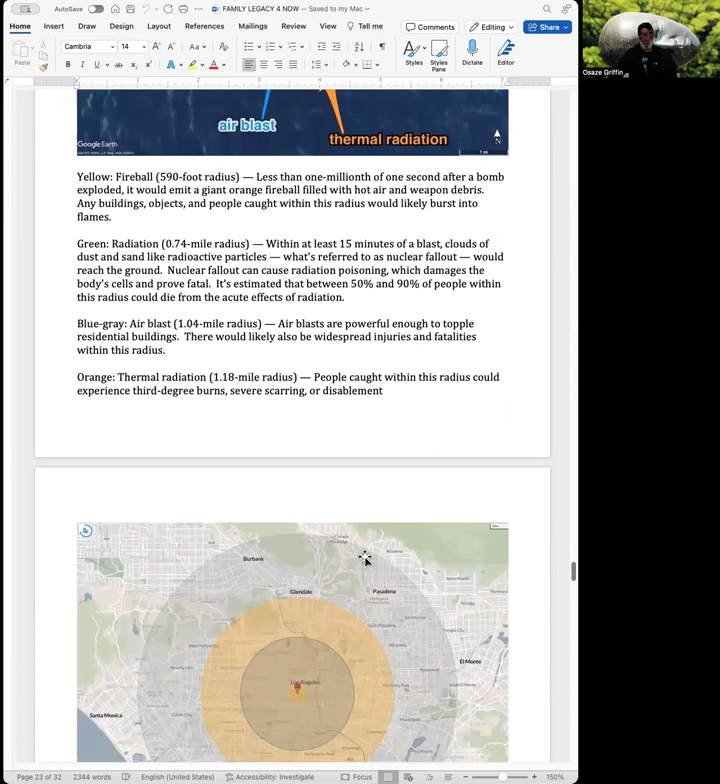 AutoSave
FAMILY LEGACY 4 NOW — Saved to my Mac
Home Insert Draw Design Layout References Mailings Review View Tell me
Comments Editing Share
Paste
Cambria 14
Styles
Styles Pane
Dictate
Editor
Osaze Griffin
air blast
thermal radiation
Google Earth
1 mi
N
Yellow: Fireball (590-foot radius) — Less than one-millionth of one second after a bomb
exploded, it would emit a giant orange fireball filled with hot air and weapon debris.
Any buildings, objects, and people caught within this radius would likely burst into
flames.
Green: Radiation (0.74-mile radius) — Within at least 15 minutes of a blast, clouds of
dust and sand like radioactive particles — what's referred to as nuclear fallout — would
reach the ground. Nuclear fallout can cause radiation poisoning, which damages the
body's cells and prove fatal. It's estimated that between 50% and 90% of people within
this radius could die from the acute effects of radiation.
Blue-gray: Air blast (1.04-mile radius) — Air blasts are powerful enough to topple
residential buildings. There would likely also be widespread injuries and fatalities
within this radius.
Orange: Thermal radiation (1.18-mile radius) — People caught within this radius could
experience third-degree burns, severe scarring, or disablement
Burbank
Glendale
Pasadena
Los Angeles
El Monte
Santa Monica
Page 23 of 32 2344 words English (United States) Accessibility: Investigate Focus 150%